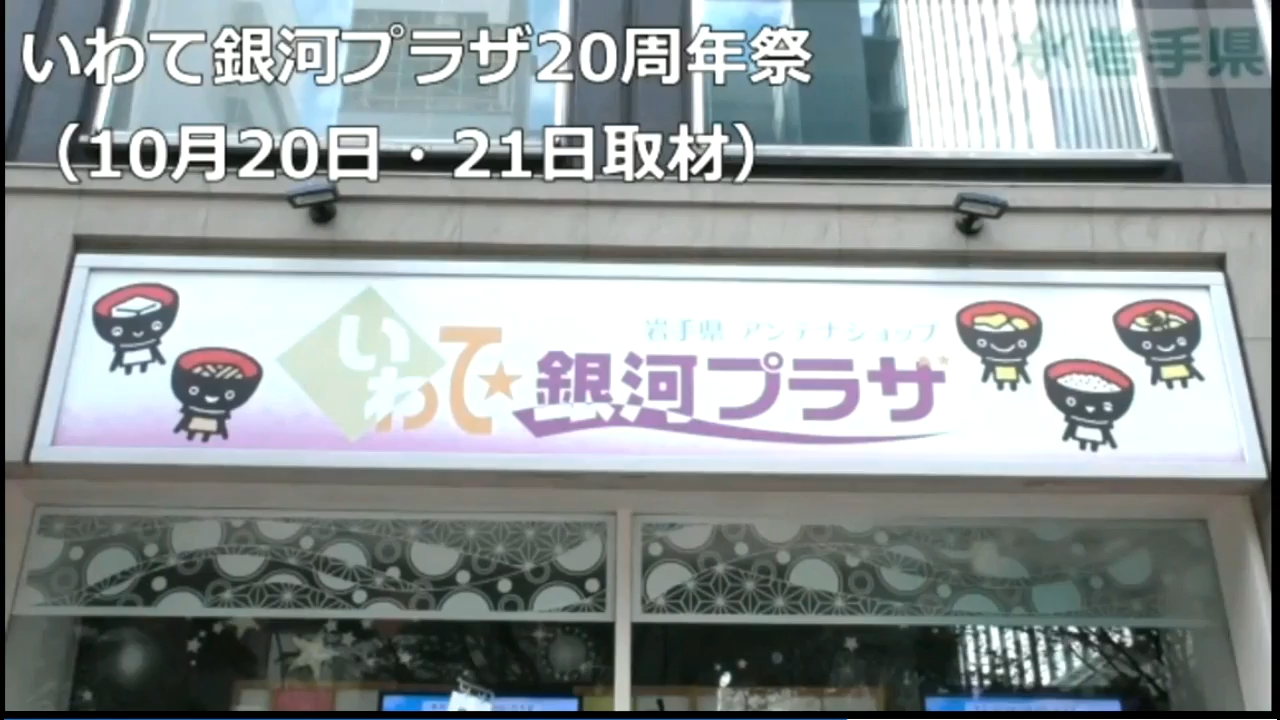 いわて銀河プラザ20周年祭
岩手県
（10月20日・21日取材）
岩手県 アンテナショップ
いわて★銀河プラザ